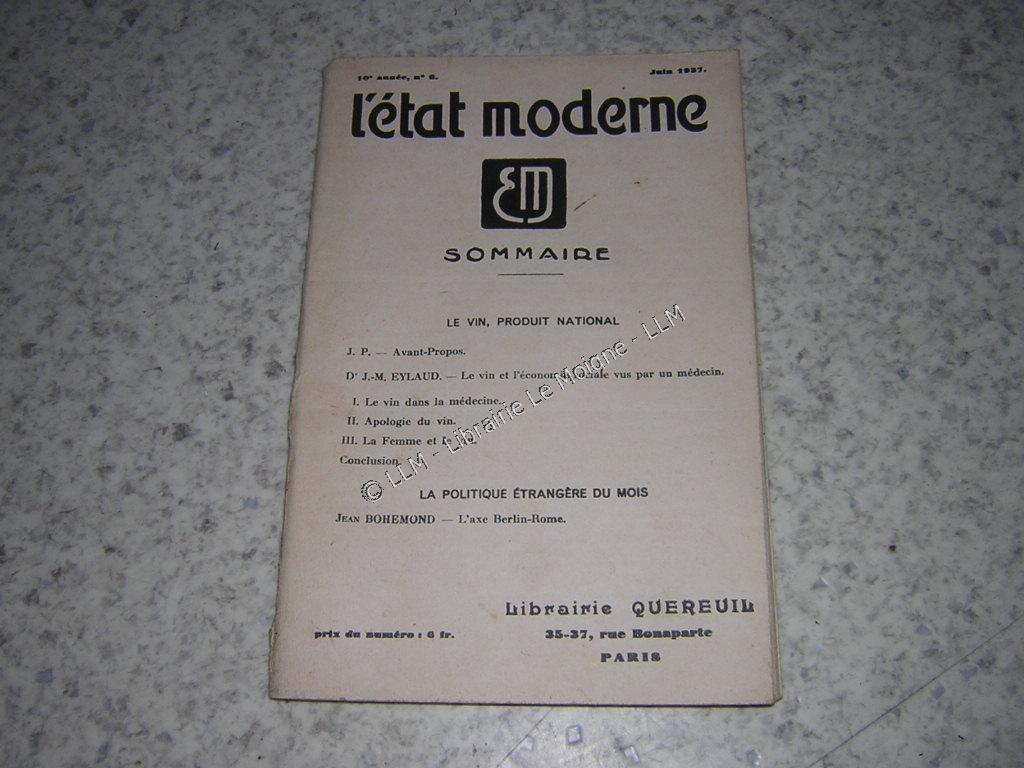 10e année, n° 6.
Juin 1937.
l'état moderne
EM
SOMMAIRE
LE VIN, PRODUIT NATIONAL
J. P. — Avant-Propos.
Dr J.-M. EYLAUD. — Le vin et l'économie sociale vus par un médecin.
I. Le vin dans la médecine.
II. Apologie du vin.
III. La Femme et le
Conclusion.
LA POLITIQUE ÉTRANGÈRE DU MOIS
JEAN BOHEMOND — L'axe Berlin-Rome.
Librairie QUEREUIL
prix du numéro : 6 fr.
35-37, rue Bonaparte
PARIS
© LLM - Librairie Le Moigne - LLM